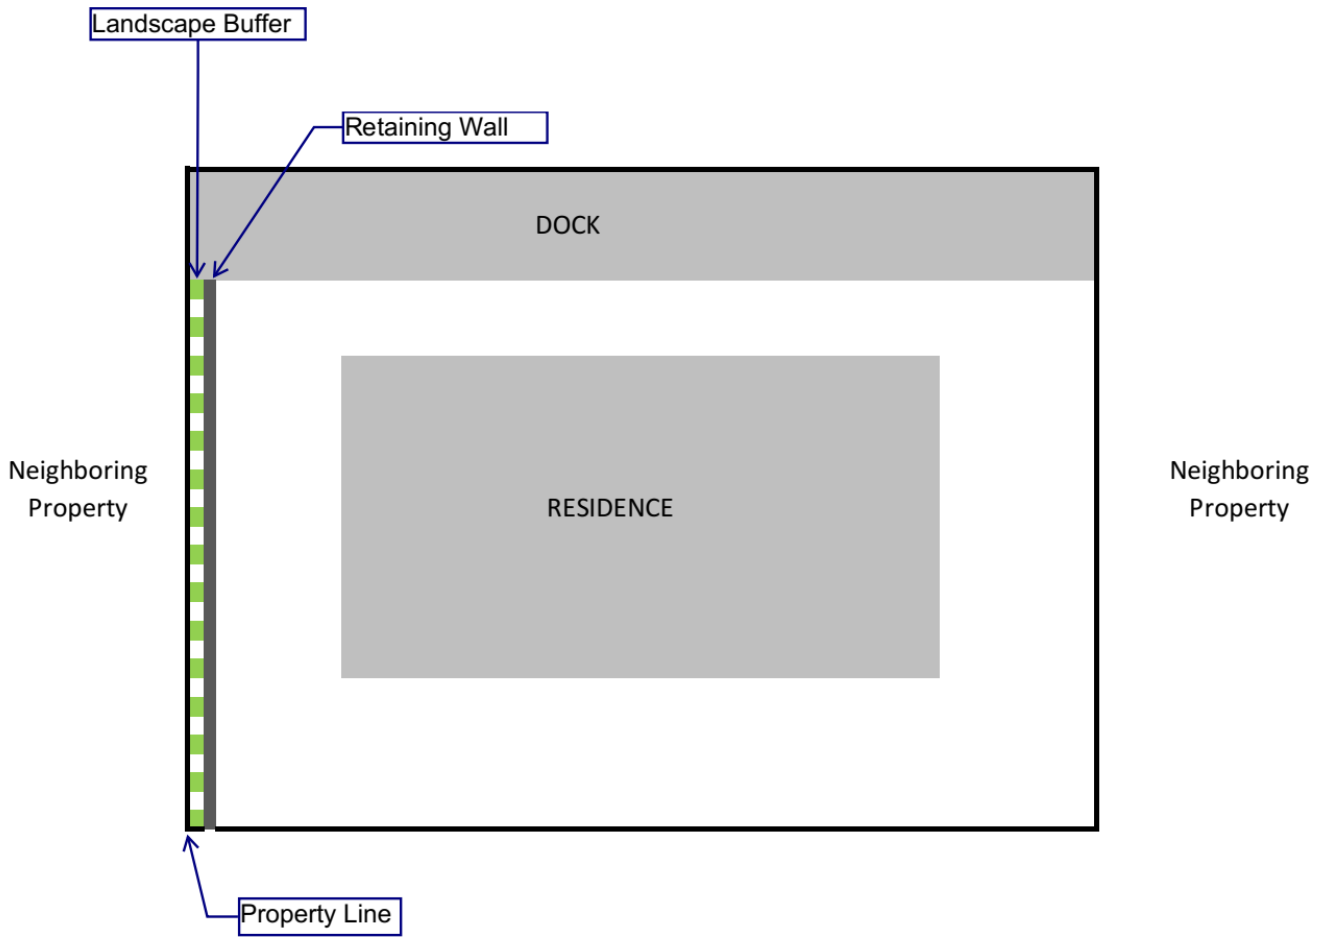 Landscape Buffer
Retaining Wall
DOCK
Neighboring
Property
RESIDENCE
Neighboring
Property
Property Line